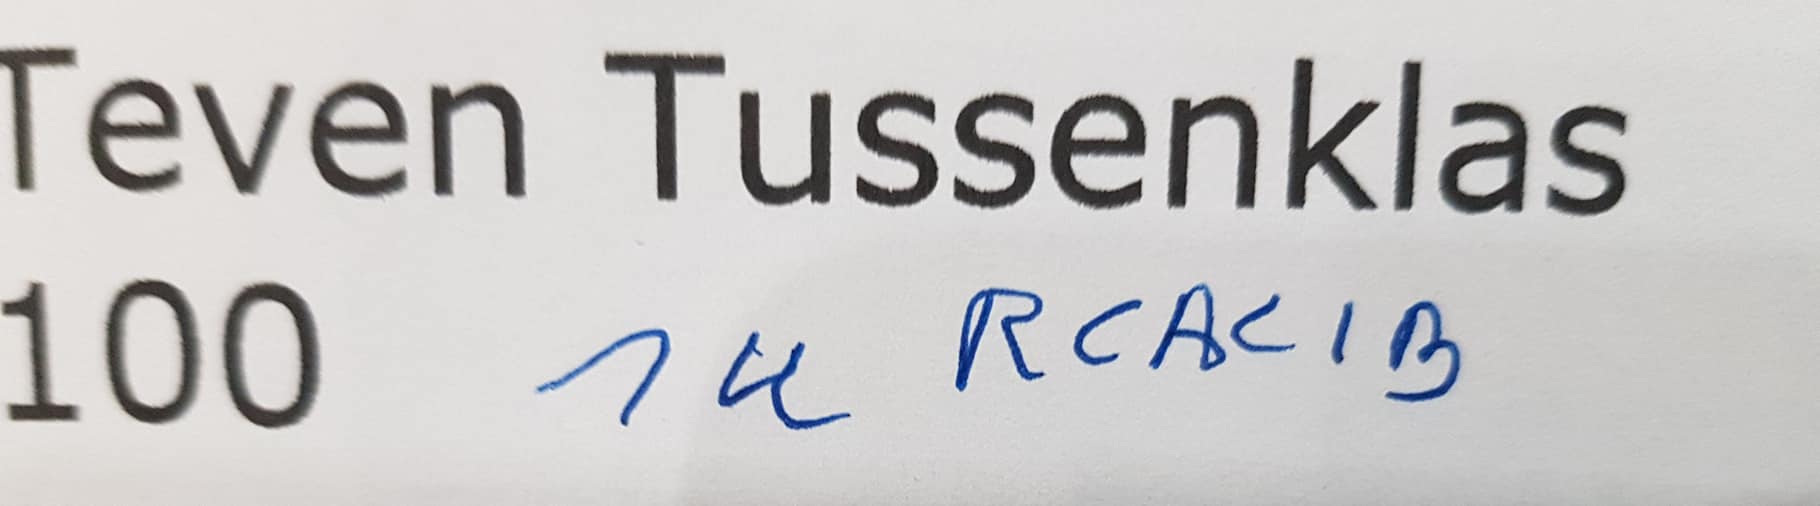 Teven Tussenklas
100 1U RCACIB